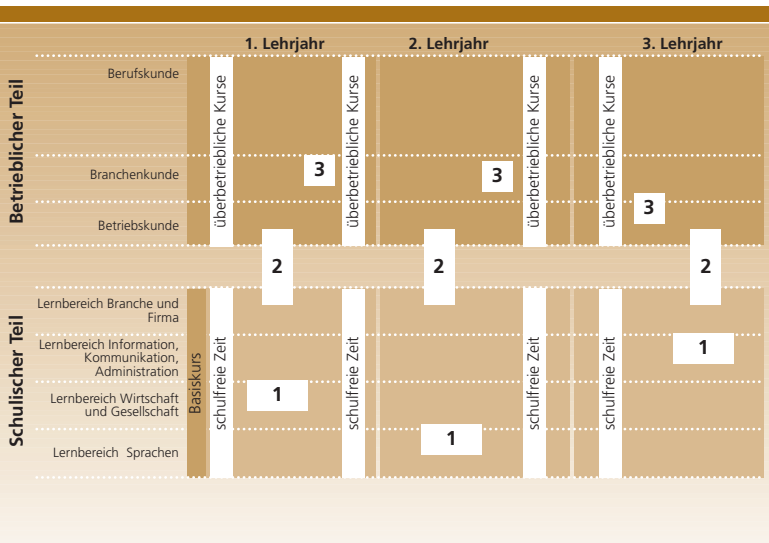 1. Lehrjahr
2. Lehrjahr
3. Lehrjahr
Betrieblicher Teil
Berufskunde
Branchenkunde
Betriebskunde
überbetriebliche Kurse
überbetriebliche Kurse
überbetriebliche Kurse
überbetriebliche Kurse
3
3
3
2
2
2
Schulischer Teil
Lernbereich Branche und
Firma
Lernbereich Information,
Kommunikation,
Administration
Lernbereich Wirtschaft
und Gesellschaft
Lernbereich Sprachen
Basiskurs
schulfreie Zeit
schulfreie Zeit
schulfreie Zeit
schulfreie Zeit
1
1
1